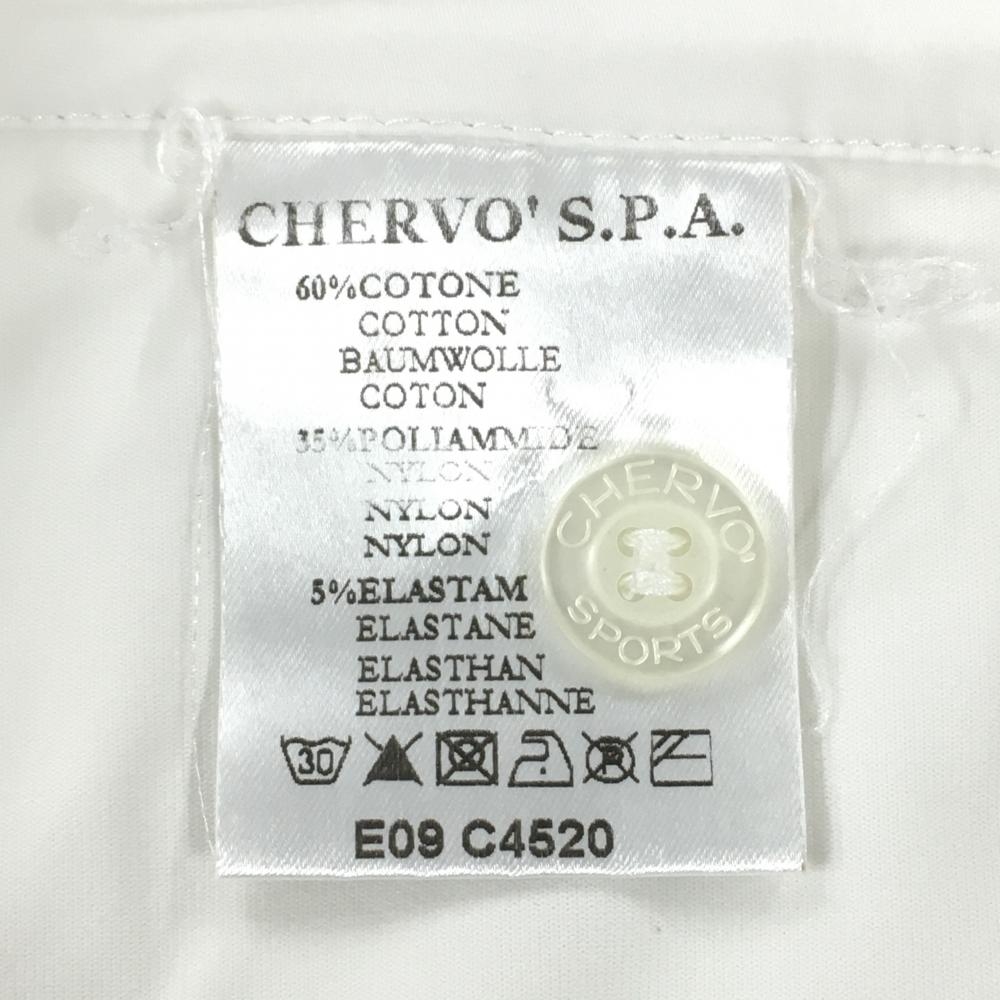 CHERVO' S.P.A.
60%COTONE
COTTON
BAUMWOLLE
COTON
35%POLIAMMIDE
NYLON
NYLON
NYLON
5%ELASTAM
ELASTANE
ELASTHAN
ELASTHANNE
CHERVO'
SPORTS
30
P
E09 C4520